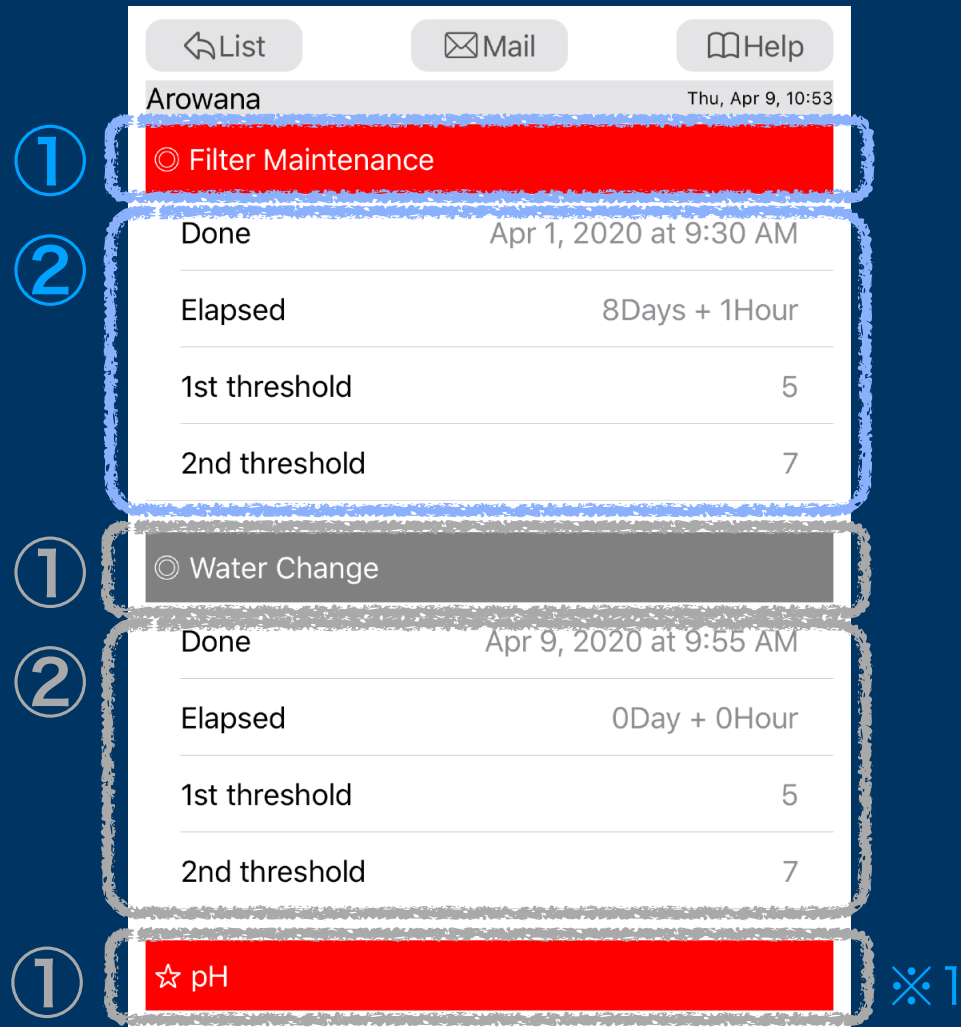 List Mail Help
Arowana Thu, Apr 9, 10:53
① ◎ Filter Maintenance
② Done Apr 1, 2020 at 9:30 AM
Elapsed 8Days + 1Hour
1st threshold 5
2nd threshold 7
① ◎ Water Change
② Done Apr 9, 2020 at 9:55 AM
Elapsed 0Day + 0Hour
1st threshold 5
2nd threshold 7
① ☆ pH ※1